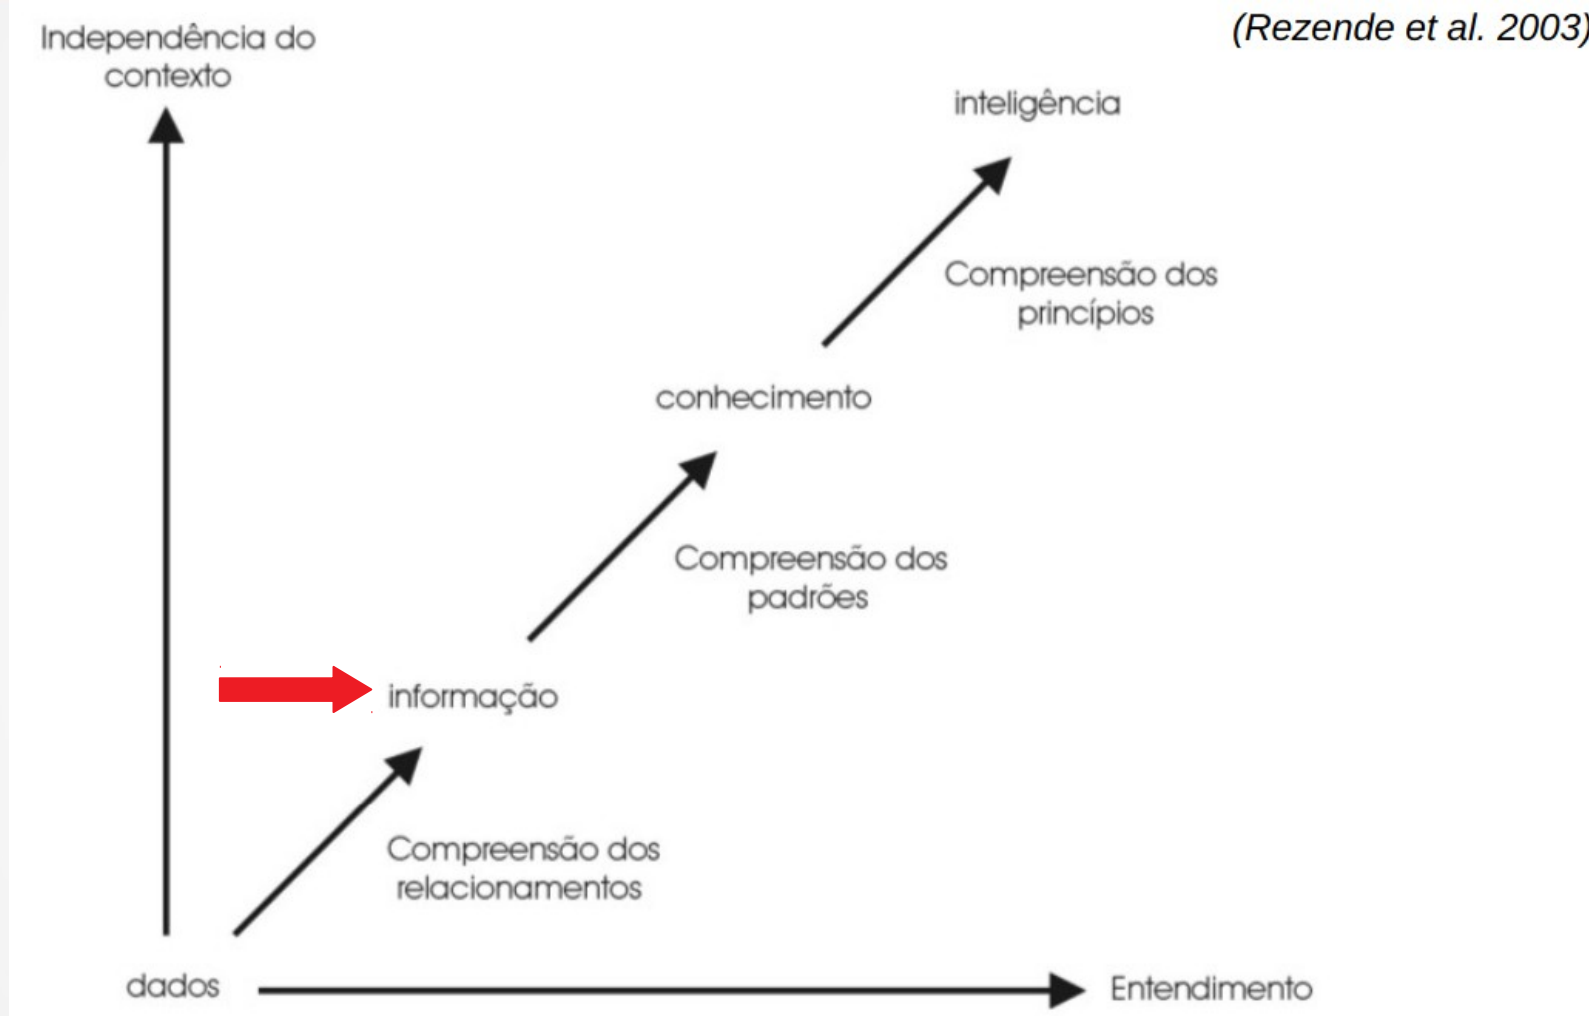 (Rezende et al. 2003)
Independência do
contexto
inteligência
Compreensão dos
princípios
conhecimento
Compreensão dos
padrões
informação
Compreensão dos
relacionamentos
dados
Entendimento